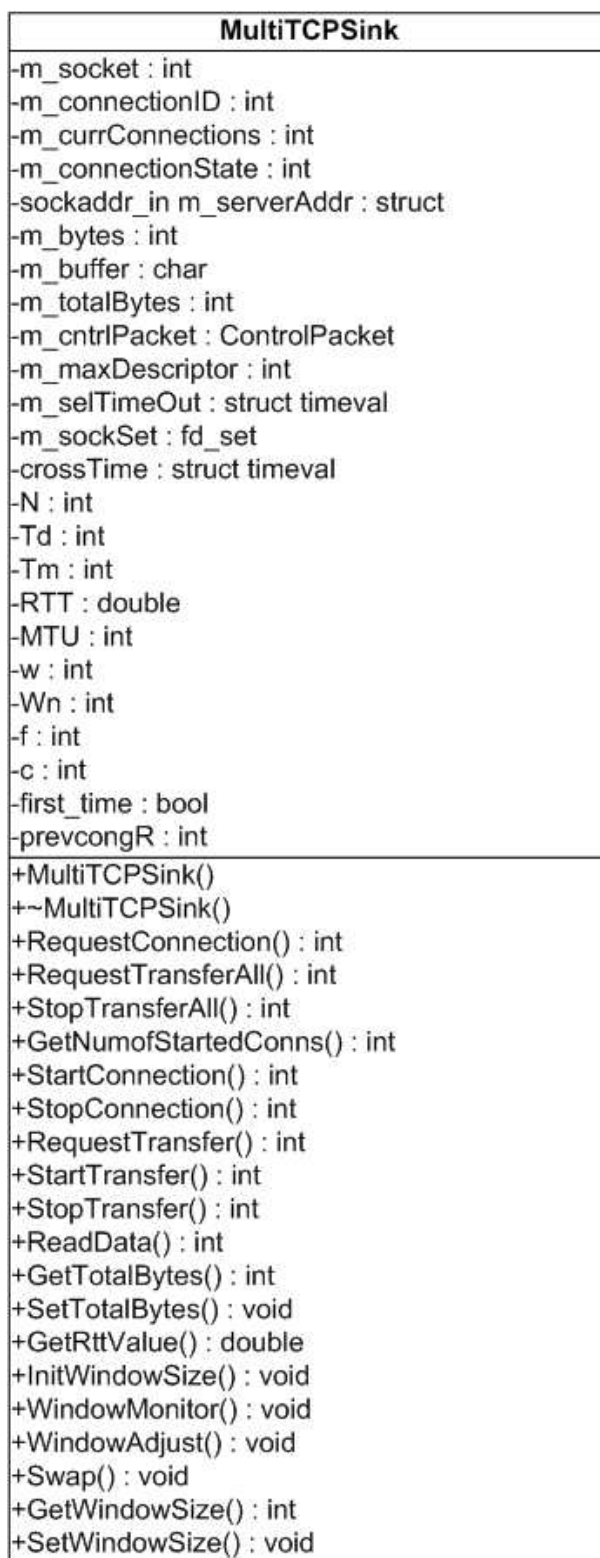 MultiTCPSink
-m_socket : int
-m_connectionID : int
-m_currConnections : int
-m_connectionState : int
-sockaddr_in m_serverAddr : struct
-m_bytes : int
-m_buffer : char
-m_totalBytes : int
-m_cntrlPacket : ControlPacket
-m_maxDescriptor : int
-m_selTimeOut : struct timeval
-m_sockSet : fd_set
-crossTime : struct timeval
-N : int
-Td : int
-Tm : int
-RTT : double
-MTU : int
-w : int
-Wn : int
-f : int
-c : int
-first_time : bool
-prevcongR : int
+MultiTCPSink()
+~MultiTCPSink()
+RequestConnection() : int
+RequestTransferAll() : int
+StopTransferAll() : int
+GetNumofStartedConns() : int
+StartConnection() : int
+StopConnection() : int
+RequestTransfer() : int
+StartTransfer() : int
+StopTransfer() : int
+ReadData() : int
+GetTotalBytes() : int
+SetTotalBytes() : void
+GetRttValue() : double
+InitWindowSize() : void
+WindowMonitor() : void
+WindowAdjust() : void
+Swap() : void
+GetWindowSize() : int
+SetWindowSize() : void